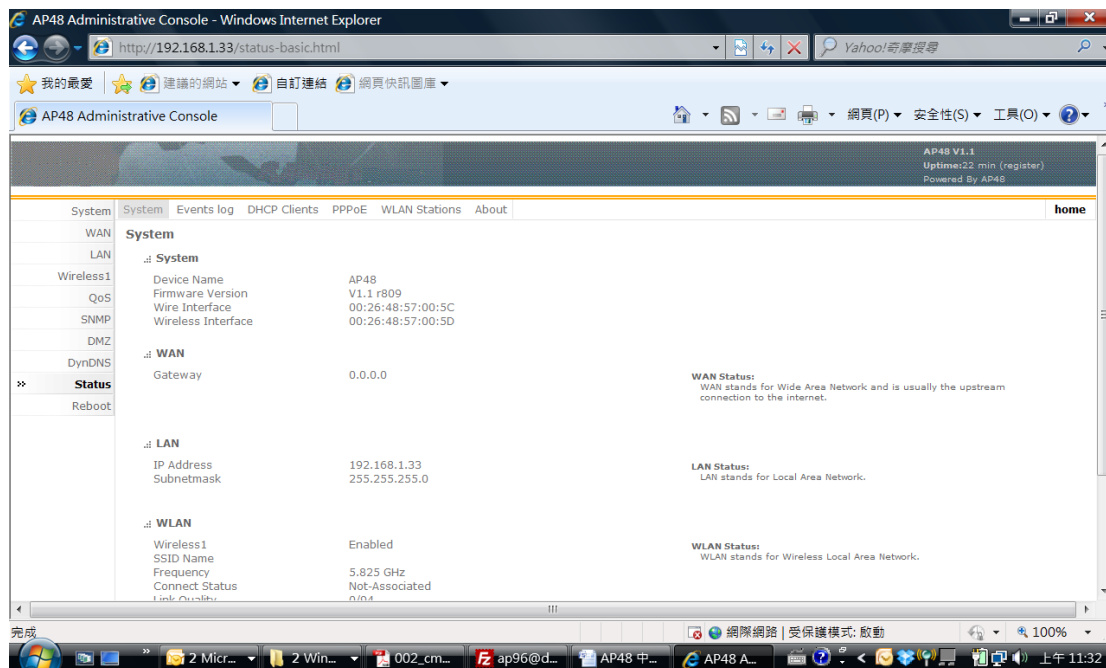 AP48 Administrative Console - Windows Internet Explorer
http://192.168.1.33/status-basic.html
Yahoo!奇摩搜尋
我的最愛 建議的網站 自訂連結 網頁快訊圖庫
AP48 Administrative Console
網頁(P) 安全性(S) 工具(O)
AP48 V1.1
Uptime:22 min (register)
Powered By AP48
System Events log DHCP Clients PPPoE WLAN Stations About home
System
WAN
LAN
Wireless1
QoS
SNMP
DMZ
DynDNS
» Status
Reboot
System
.: System
Device Name AP48
Firmware Version V1.1 r809
Wire Interface 00:26:48:57:00:5C
Wireless Interface 00:26:48:57:00:5D
.: WAN
Gateway 0.0.0.0
WAN Status:
WAN stands for Wide Area Network and is usually the upstream
connection to the internet.
.: LAN
IP Address 192.168.1.33
Subnetmask 255.255.255.0
LAN Status:
LAN stands for Local Area Network.
.: WLAN
Wireless1 Enabled
SSID Name
Frequency 5.825 GHz
Connect Status Not-Associated
Link Quality 0/94
WLAN Status:
WLAN stands for Wireless Local Area Network.
完成
網際網路 | 受保護模式: 啟動
100%
2 Micr... 2 Win... 002_cm... ap96@d... AP48 中... AP48 A... 上午 11:32